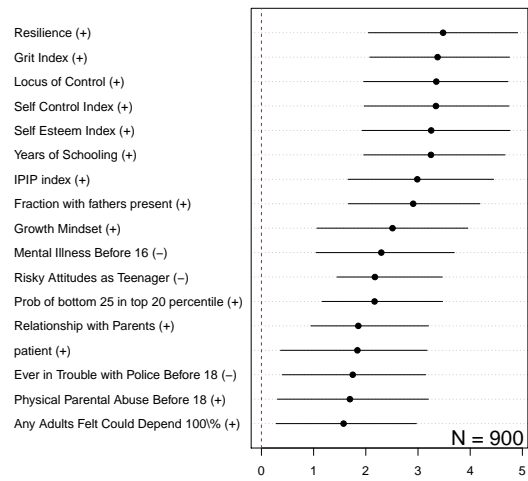 Resilience (+)
Grit Index (+)
Locus of Control (+)
Self Control Index (+)
Self Esteem Index (+)
Years of Schooling (+)
IPIP index (+)
Fraction with fathers present (+)
Growth Mindset (+)
Mental Illness Before 16 (−)
Risky Attitudes as Teenager (−)
Prob of bottom 25 in top 20 percentile (+)
Relationship with Parents (+)
patient (+)
Ever in Trouble with Police Before 18 (−)
Physical Parental Abuse Before 18 (+)
Any Adults Felt Could Depend 100\% (+)
N = 900
0 1 2 3 4 5